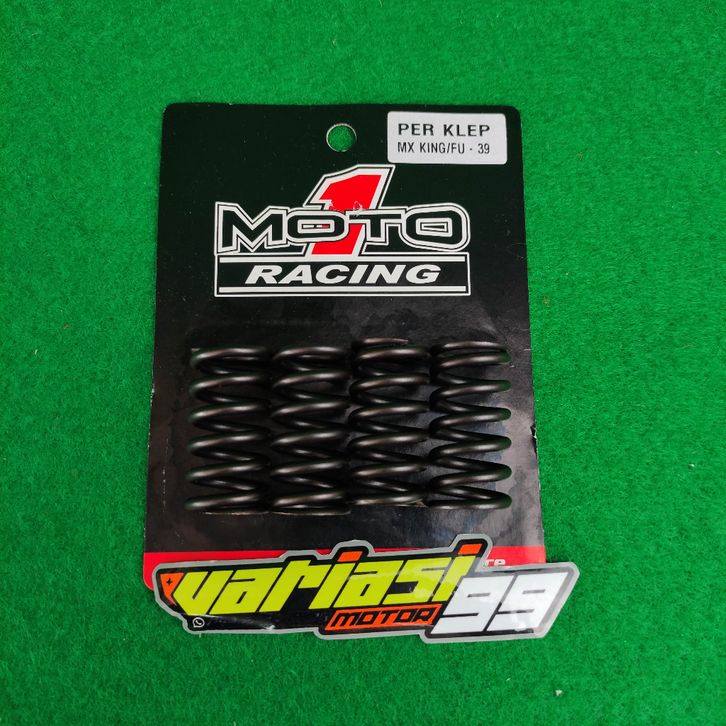 PER KLEP
MX KING/FU - 39
1
MOTO
RACING
variasi
MOTOR
99